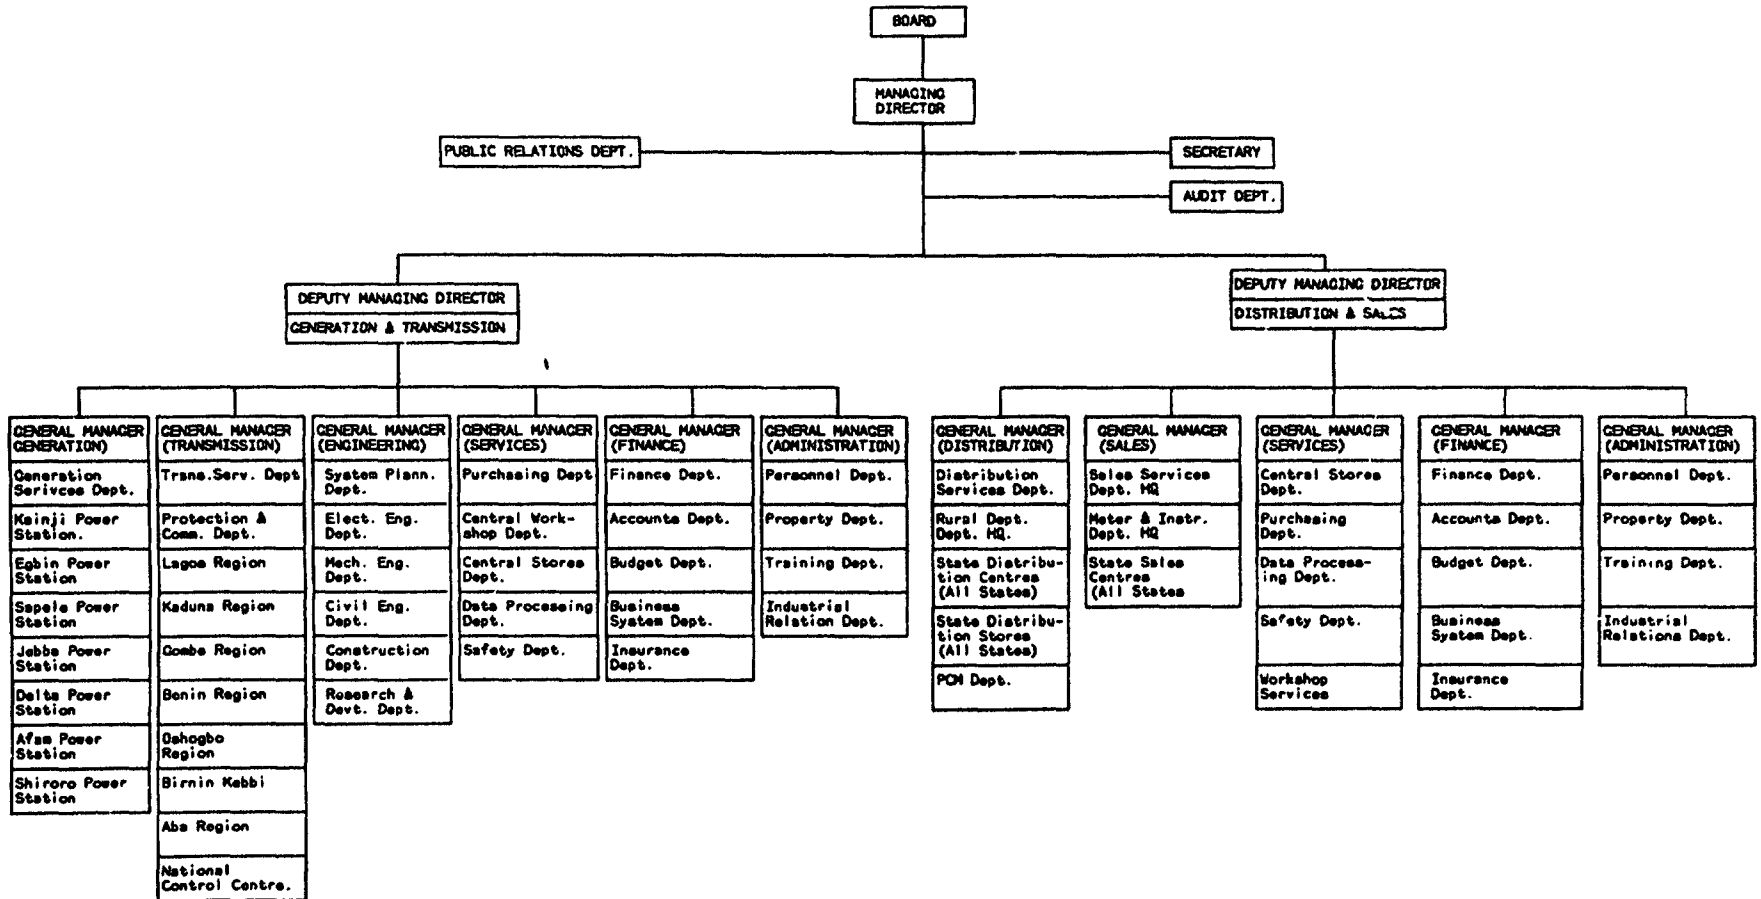 BOARD
MANAGING
DIRECTOR
PUBLIC RELATIONS DEPT.
SECRETARY
AUDIT DEPT.
DEPUTY MANAGING DIRECTOR
GENERATION & TRANSMISSION
DEPUTY MANAGING DIRECTOR
DISTRIBUTION & SALES
GENERAL MANAGER
GENERATION)
Generation
Serivces Dept.
Kainji Power
Station.
Egbin Power
Station
Sapele Power
Station
Jebba Power
Station
Delta Power
Station
Afam Power
Station
Shiroro Power
Station
GENERAL MANAGER
(TRANSMISSION)
Trans.Serv. Dept
Protection &
Comm. Dept.
Lagos Region
Kaduna Region
Gombe Region
Benin Region
Oshogbo
Region
Birnin Kebbi
Aba Region
National
Control Centre.
GENERAL MANAGER
(ENGINEERING)
System Plann.
Dept.
Elect. Eng.
Dept.
Mech. Eng.
Dept.
Civil Eng.
Dept.
Construction
Dept.
Research &
Devt. Dept.
GENERAL MANAGER
(SERVICES)
Purchasing Dept
Central Work-
shop Dept.
Central Stores
Dept.
Data Processing
Dept.
Safety Dept.
GENERAL MANAGER
(FINANCE)
Finance Dept.
Accounts Dept.
Budget Dept.
Business
System Dept.
Insurance
Dept.
GENERAL MANAGER
(ADMINISTRATION)
Personnel Dept.
Property Dept.
Training Dept.
Industrial
Relation Dept.
GENERAL MANAGER
(DISTRIBUTION)
Distribution
Services Dept.
Rural Dept.
Dept. HQ.
State Distribu-
tion Centres
(All States)
State Distribu-
tion Stores
(All States)
PCM Dept.
GENERAL MANAGER
(SALES)
Sales Services
Dept. HQ
Meter & Instr.
Dept. HQ
State Sales
Centres
(All States
GENERAL MANAGER
(SERVICES)
Central Stores
Dept.
Purchasing
Dept.
Data Process-
ing Dept.
Safety Dept.
Workshop
Services
GENERAL MANAGER
(FINANCE)
Finance Dept.
Accounts Dept.
Budget Dept.
Business
System Dept.
Insurance
Dept.
GENERAL MANAGER
(ADMINISTRATION)
Personnel Dept.
Property Dept.
Training Dept.
Industrial
Relations Dept.